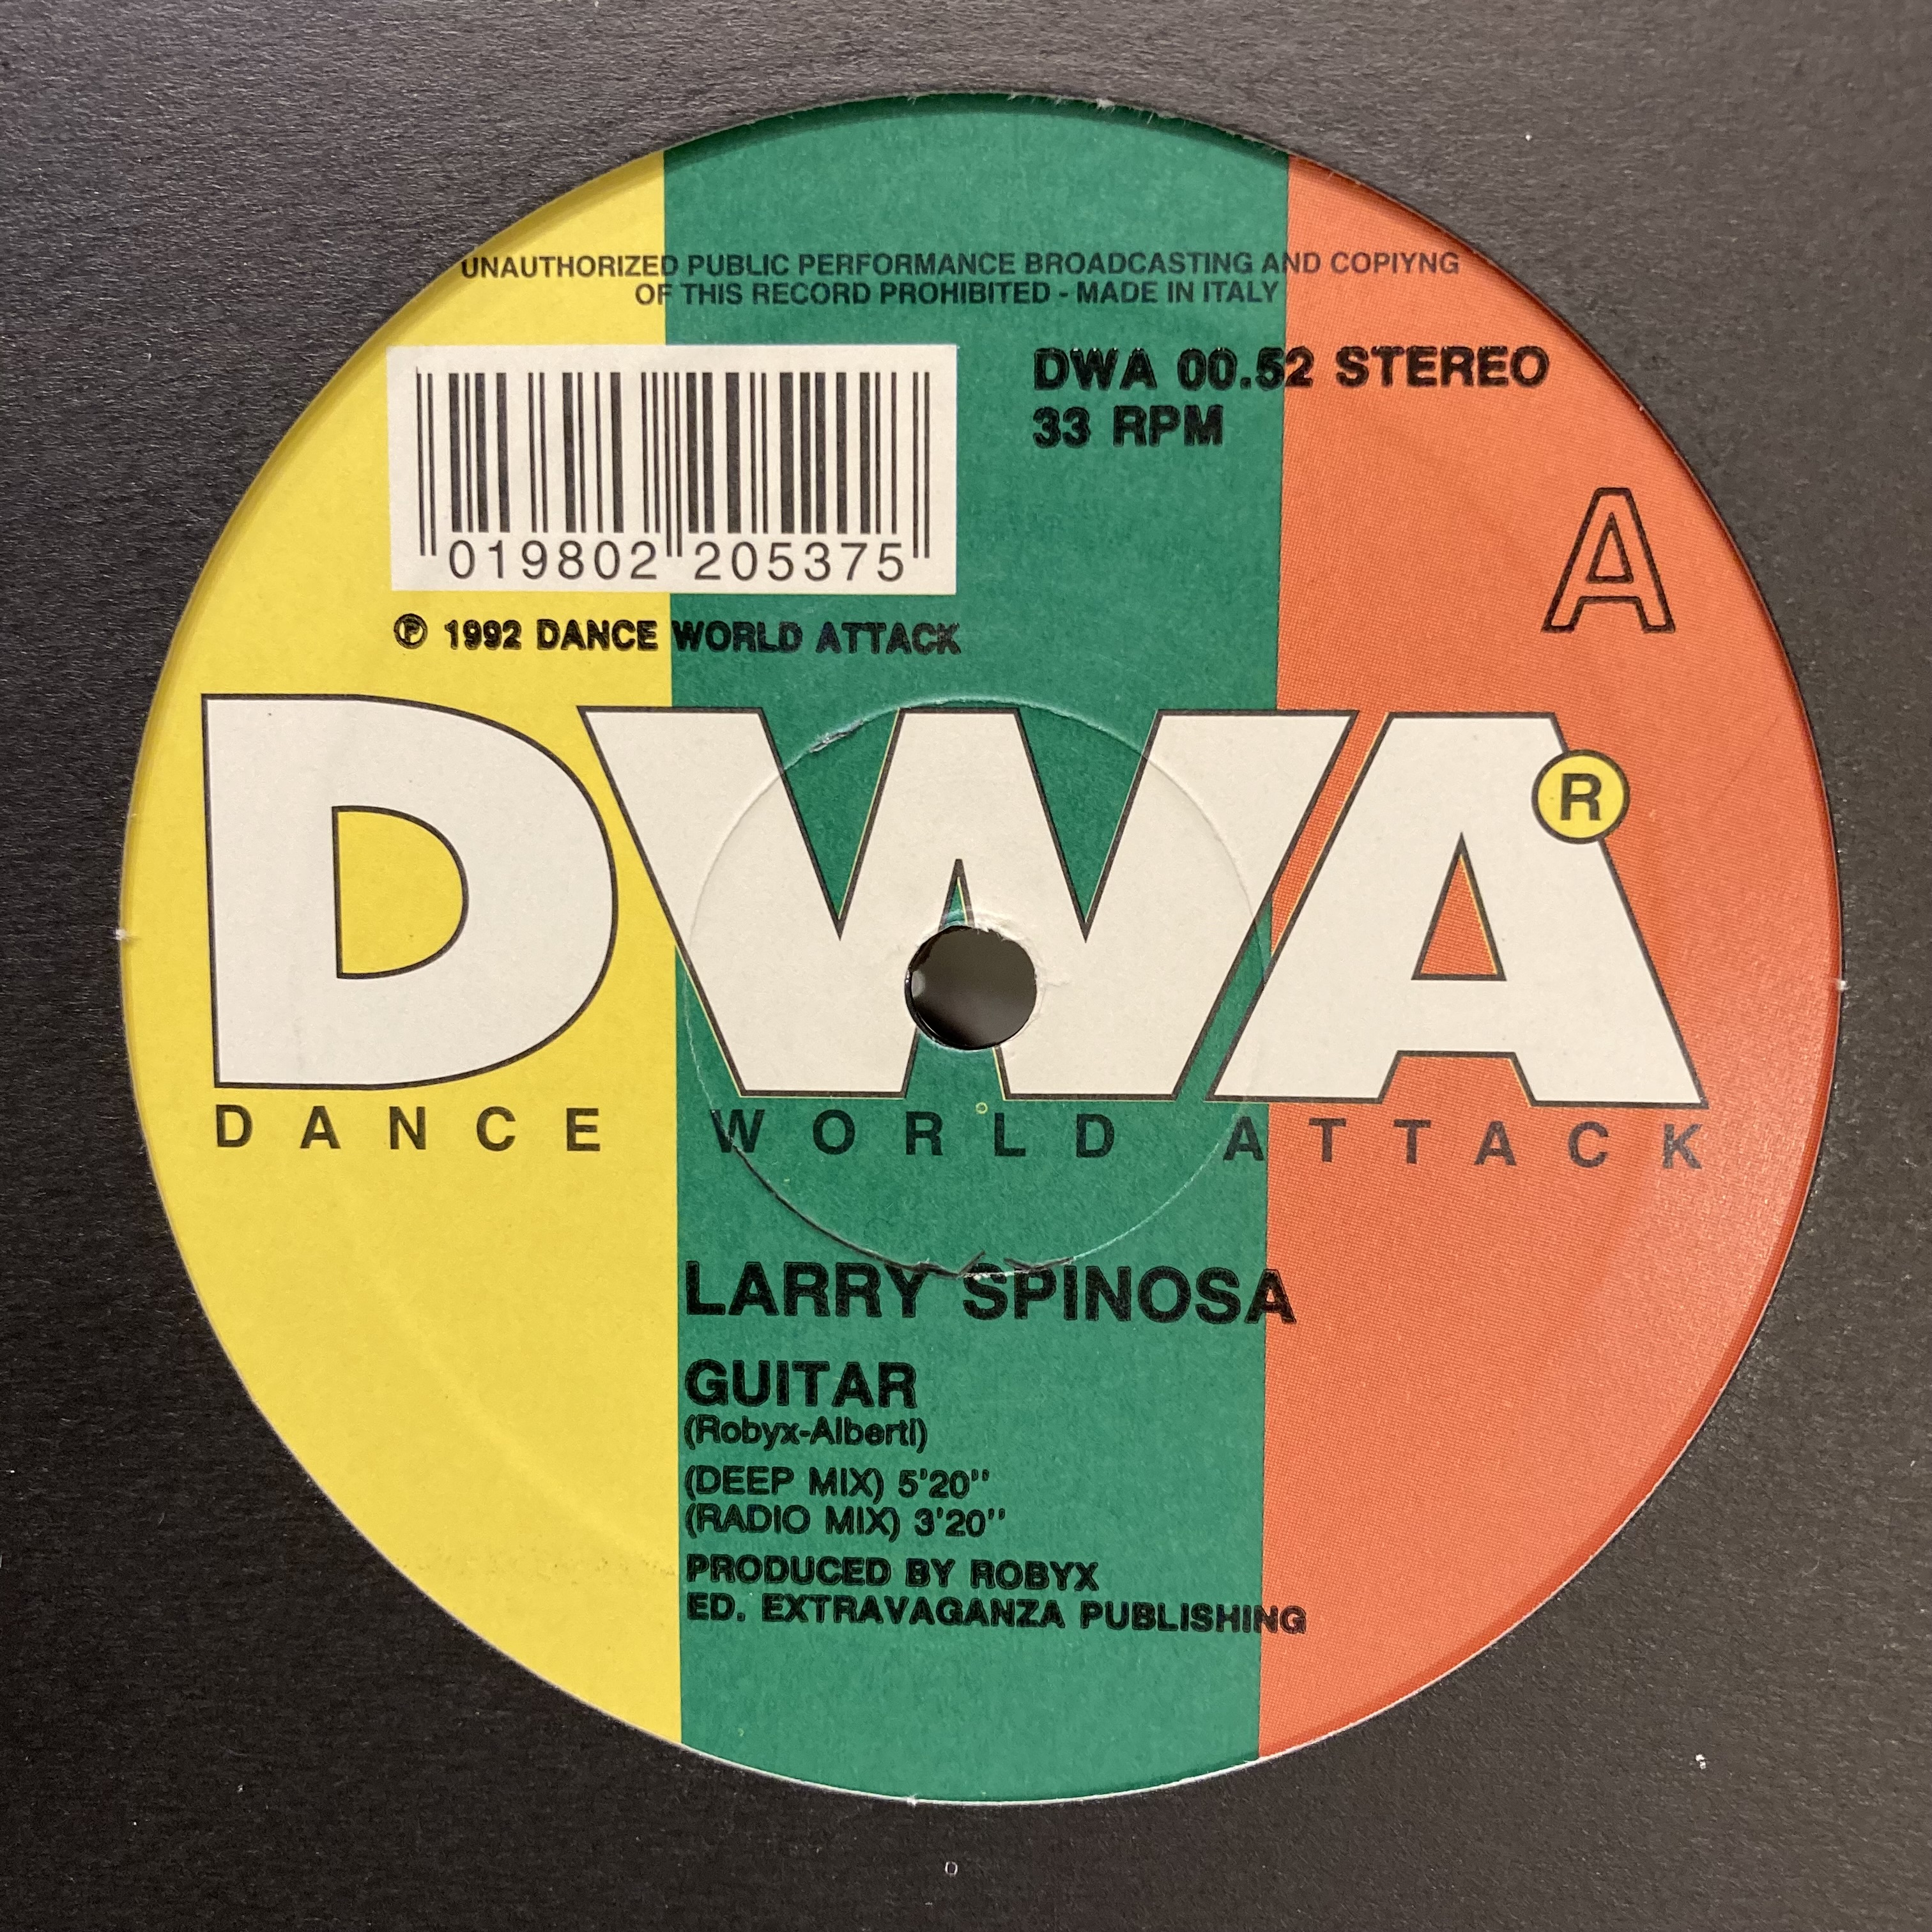 UNAUTHORIZED PUBLIC PERFORMANCE BROADCASTING AND COPIYNG
OF THIS RECORD PROHIBITED - MADE IN ITALY
DWA 00.52 STEREO
33 RPM
A
019802 205375
℗ 1992 DANCE WORLD ATTACK
DWA®
DANCE WORLD ATTACK
LARRY SPINOSA
GUITAR
(Robyx-Alberti)
(DEEP MIX) 5'20''
(RADIO MIX) 3'20''
PRODUCED BY ROBYX
ED. EXTRAVAGANZA PUBLISHING